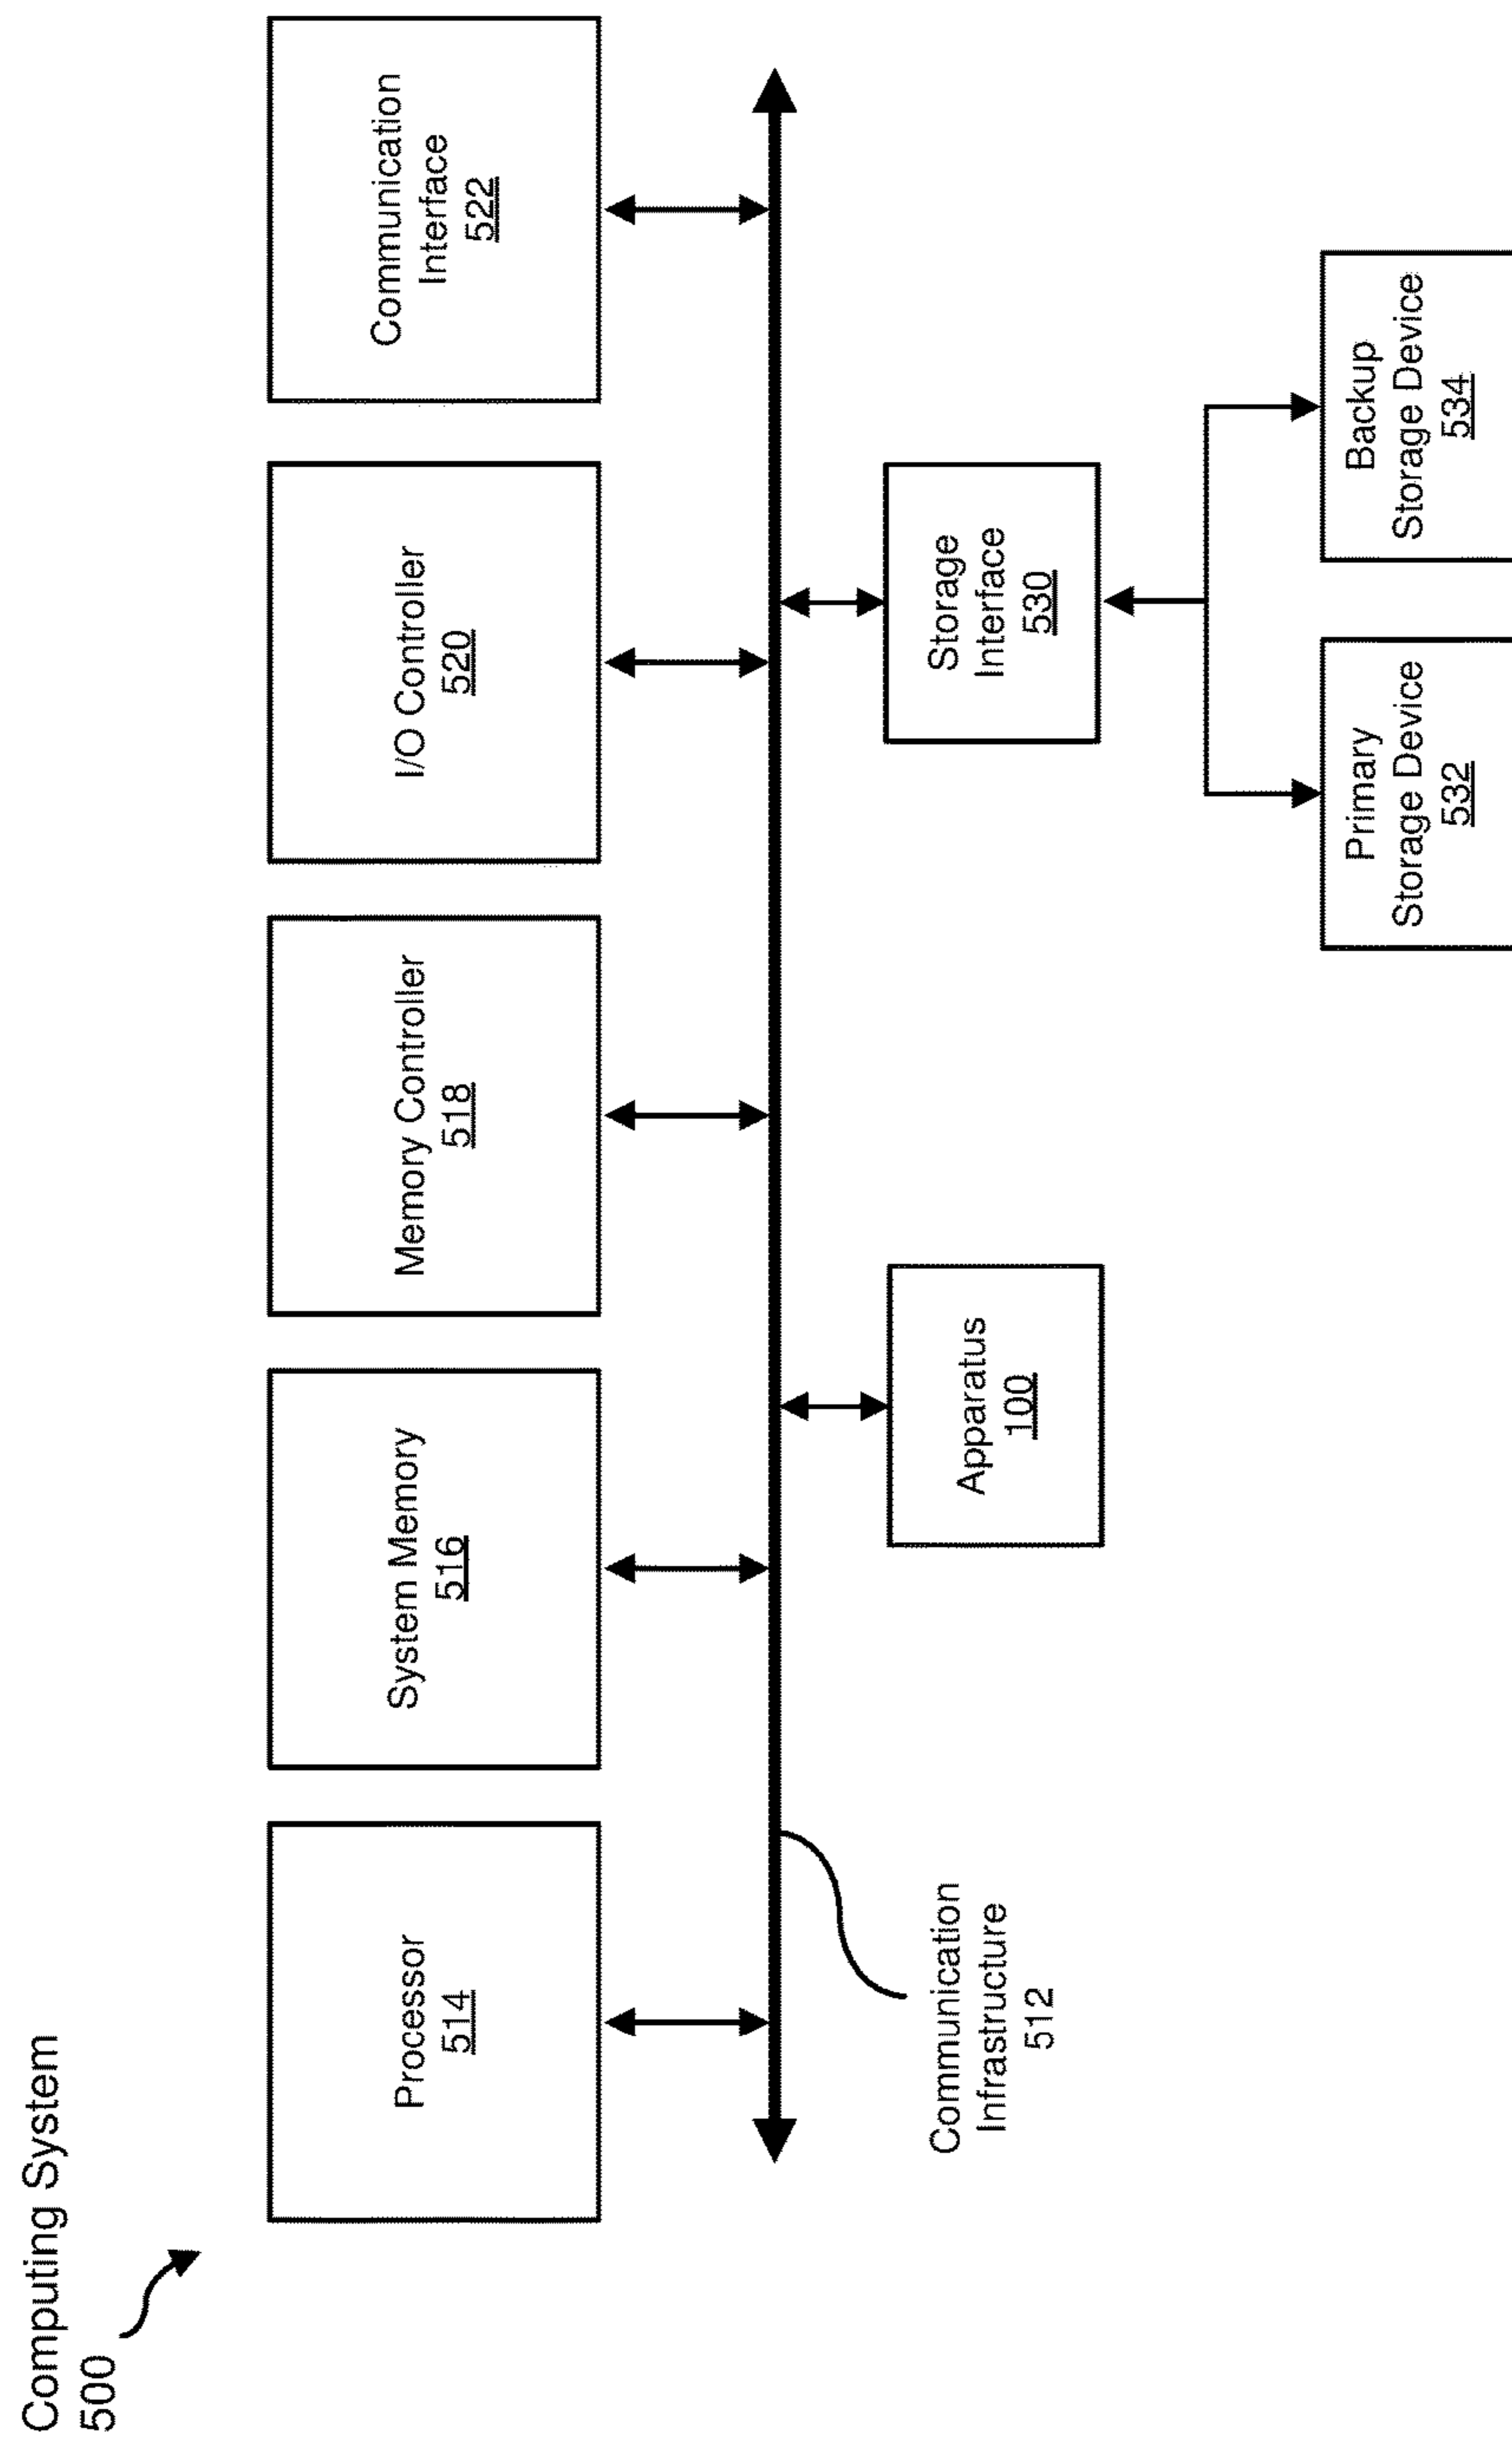 Computing System
500
Processor
514
System Memory
516
Memory Controller
518
I/O Controller
520
Communication
Interface
522
Communication
Infrastructure
512
Apparatus
100
Storage
Interface
530
Primary
Storage Device
532
Backup
Storage Device
534